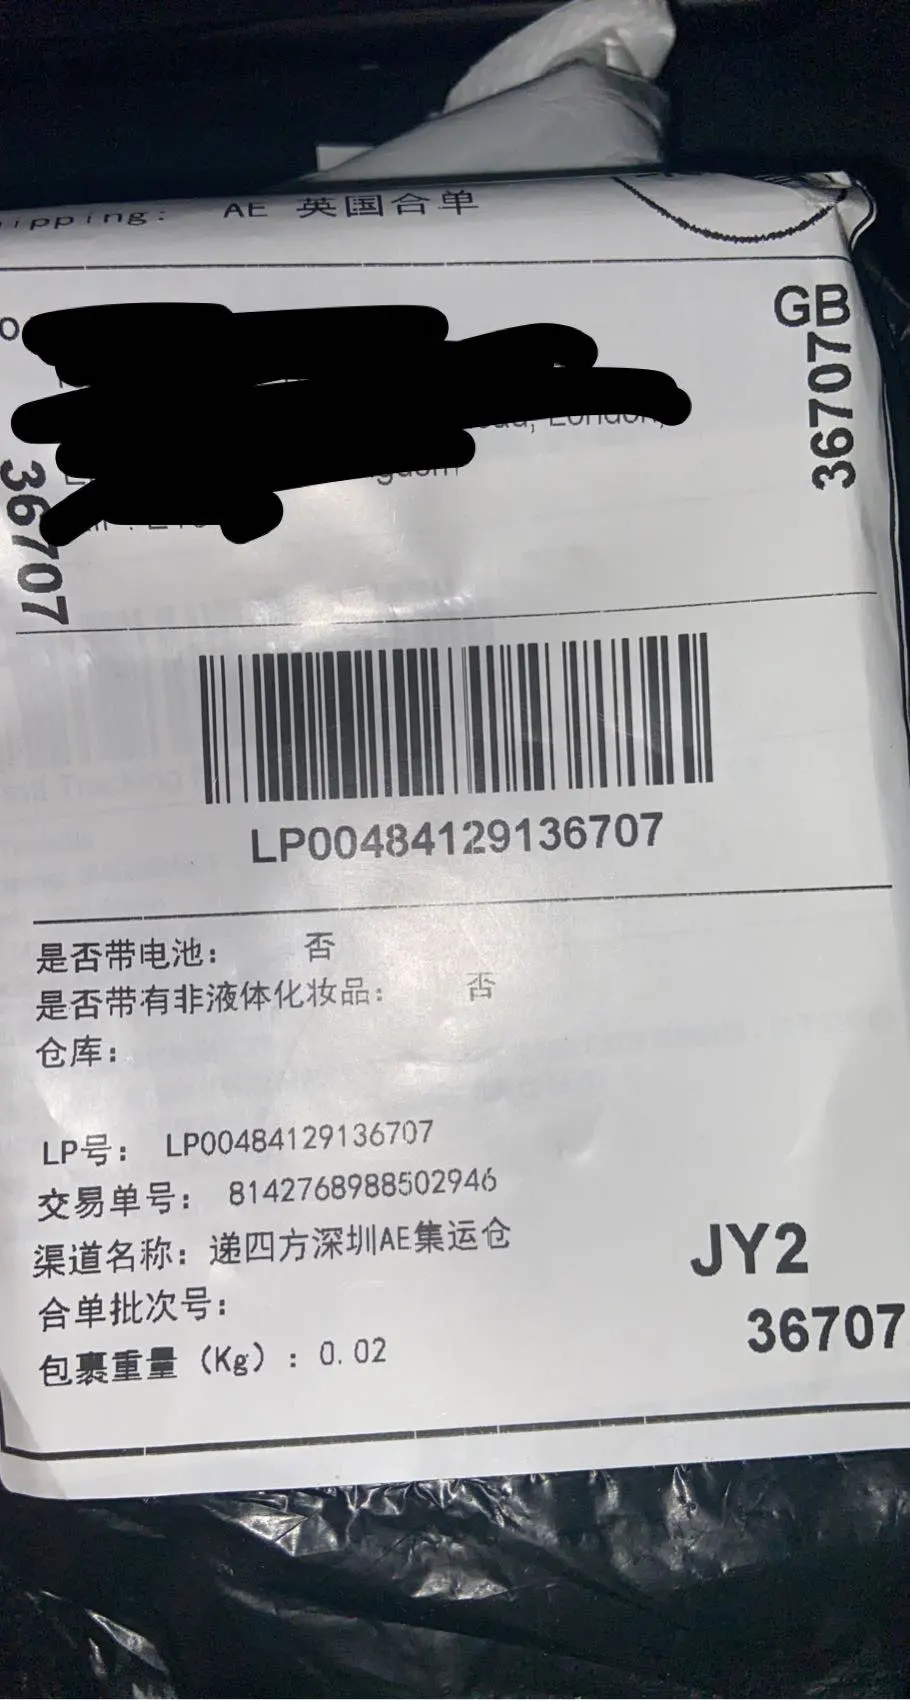 ipping: AE 英国合单
GB
36707
London,
36707
LP00484129136707
是否带电池: 否
是否带有非液体化妆品: 否
仓库:
LP号: LP00484129136707
交易单号: 8142768988502946
渠道名称: 递四方深圳AE集运仓
合单批次号:
包裹重量 (Kg) : 0.02
JY2
36707